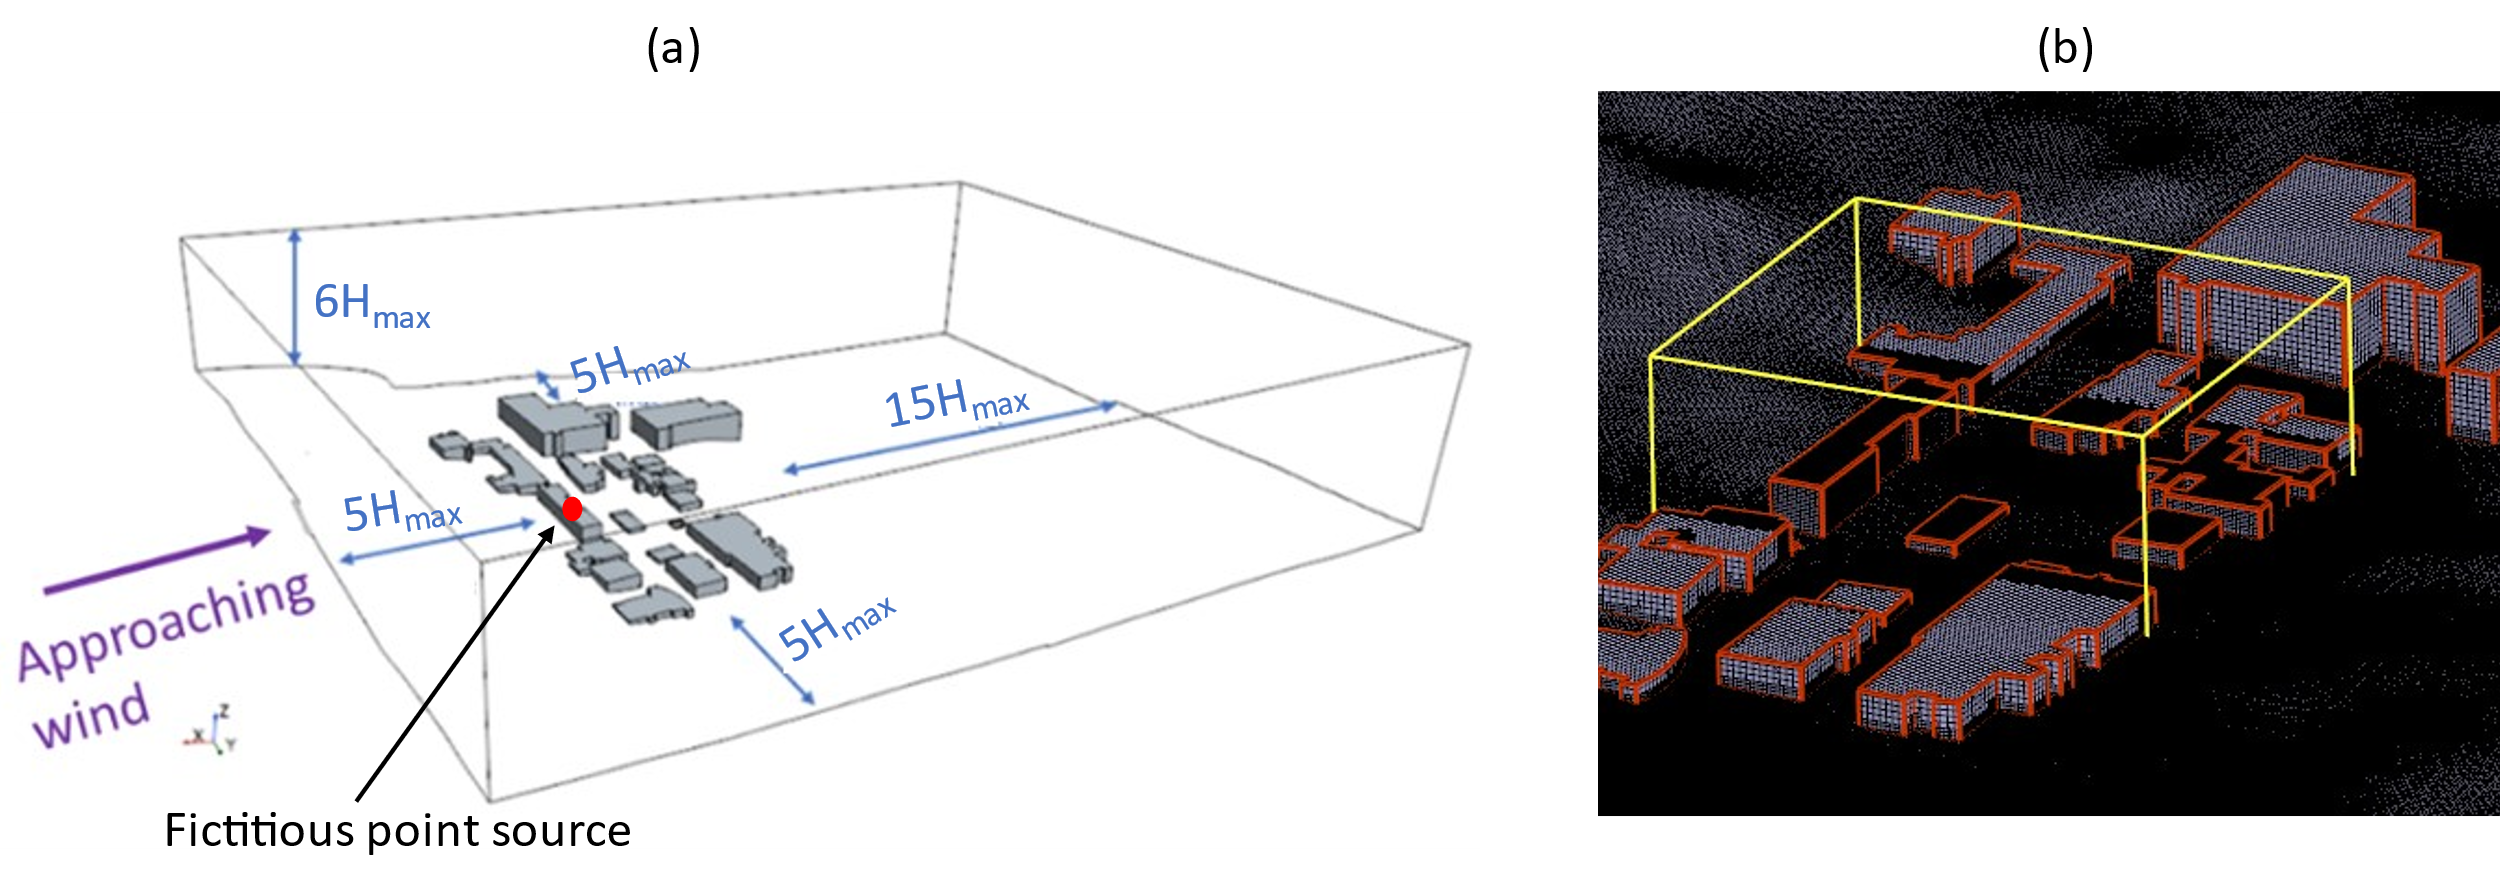 (a)
(b)
6Hmax
5Hmax
15Hmax
5Hmax
5Hmax
Approaching
wind
Z
X
Y
Fictitious point source